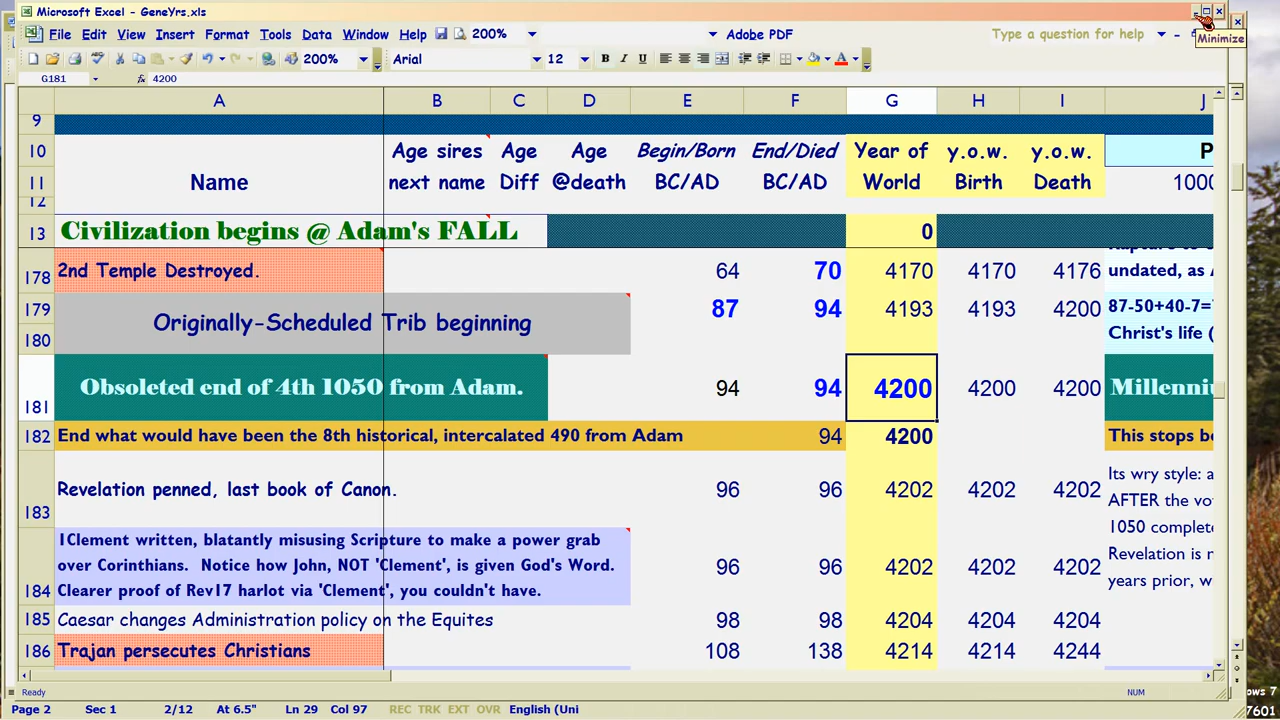 Microsoft Excel - GeneYrs.xls
File Edit View Insert Format Tools Data Window Help 200% Adobe PDF Type a question for help
Minimize
200% Arial 12 B I U
G181 fx 4200
A B C D E F G H I J
9
10 Age sires Age Age Begin/Born End/Died Year of y.o.w. y.o.w. P
11 Name next name Diff @death BC/AD BC/AD World Birth Death 1000
12
13 Civilization begins @ Adam's FALL 0
178 2nd Temple Destroyed. 64 70 4170 4170 4176 undated, as
179 87 94 4193 4193 4200 87-50+40-7=
180 Originally-Scheduled Trib beginning Christ's life (
181 Obsoleted end of 4th 1050 from Adam. 94 94 4200 4200 4200 Millenniu
182 End what would have been the 8th historical, intercalated 490 from Adam 94 4200 This stops b
Its wry style: a
183 Revelation penned, last book of Canon. 96 96 4202 4202 4202 AFTER the vo
1050 complete
1Clement written, blatantly misusing Scripture to make a power grab
over Corinthians. Notice how John, NOT 'Clement', is given God's Word. 96 96 4202 4202 4202 Revelation is
184 Clearer proof of Rev17 harlot via 'Clement', you couldn't have. years prior, w
185 Caesar changes Administration policy on the Equites 98 98 4204 4204 4204
186 Trajan persecutes Christians 108 138 4214 4214 4244
Ready NUM
Page 2 Sec 1 2/12 At 6.5" Ln 29 Col 97 REC TRK EXT OVR English (Uni
ows 7
7601